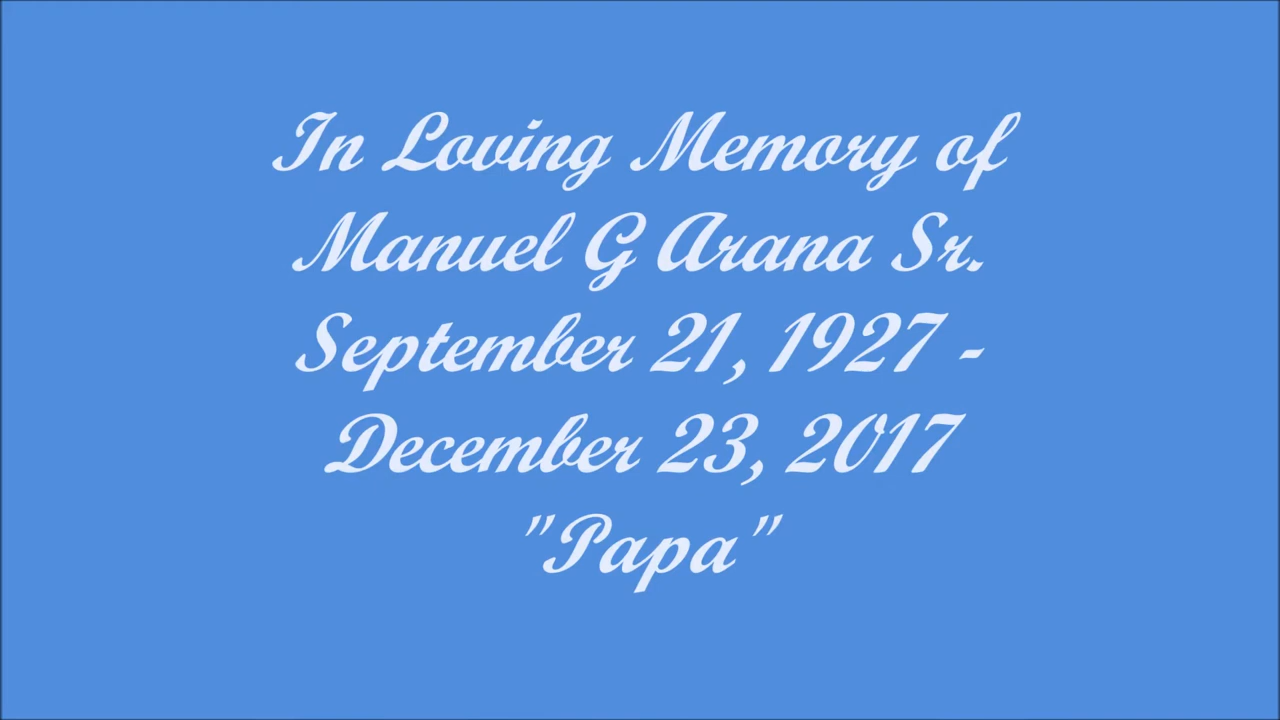 In Loving Memory of
Manuel G Arana Sr.
September 21, 1927 -
December 23, 2017
"Papa"